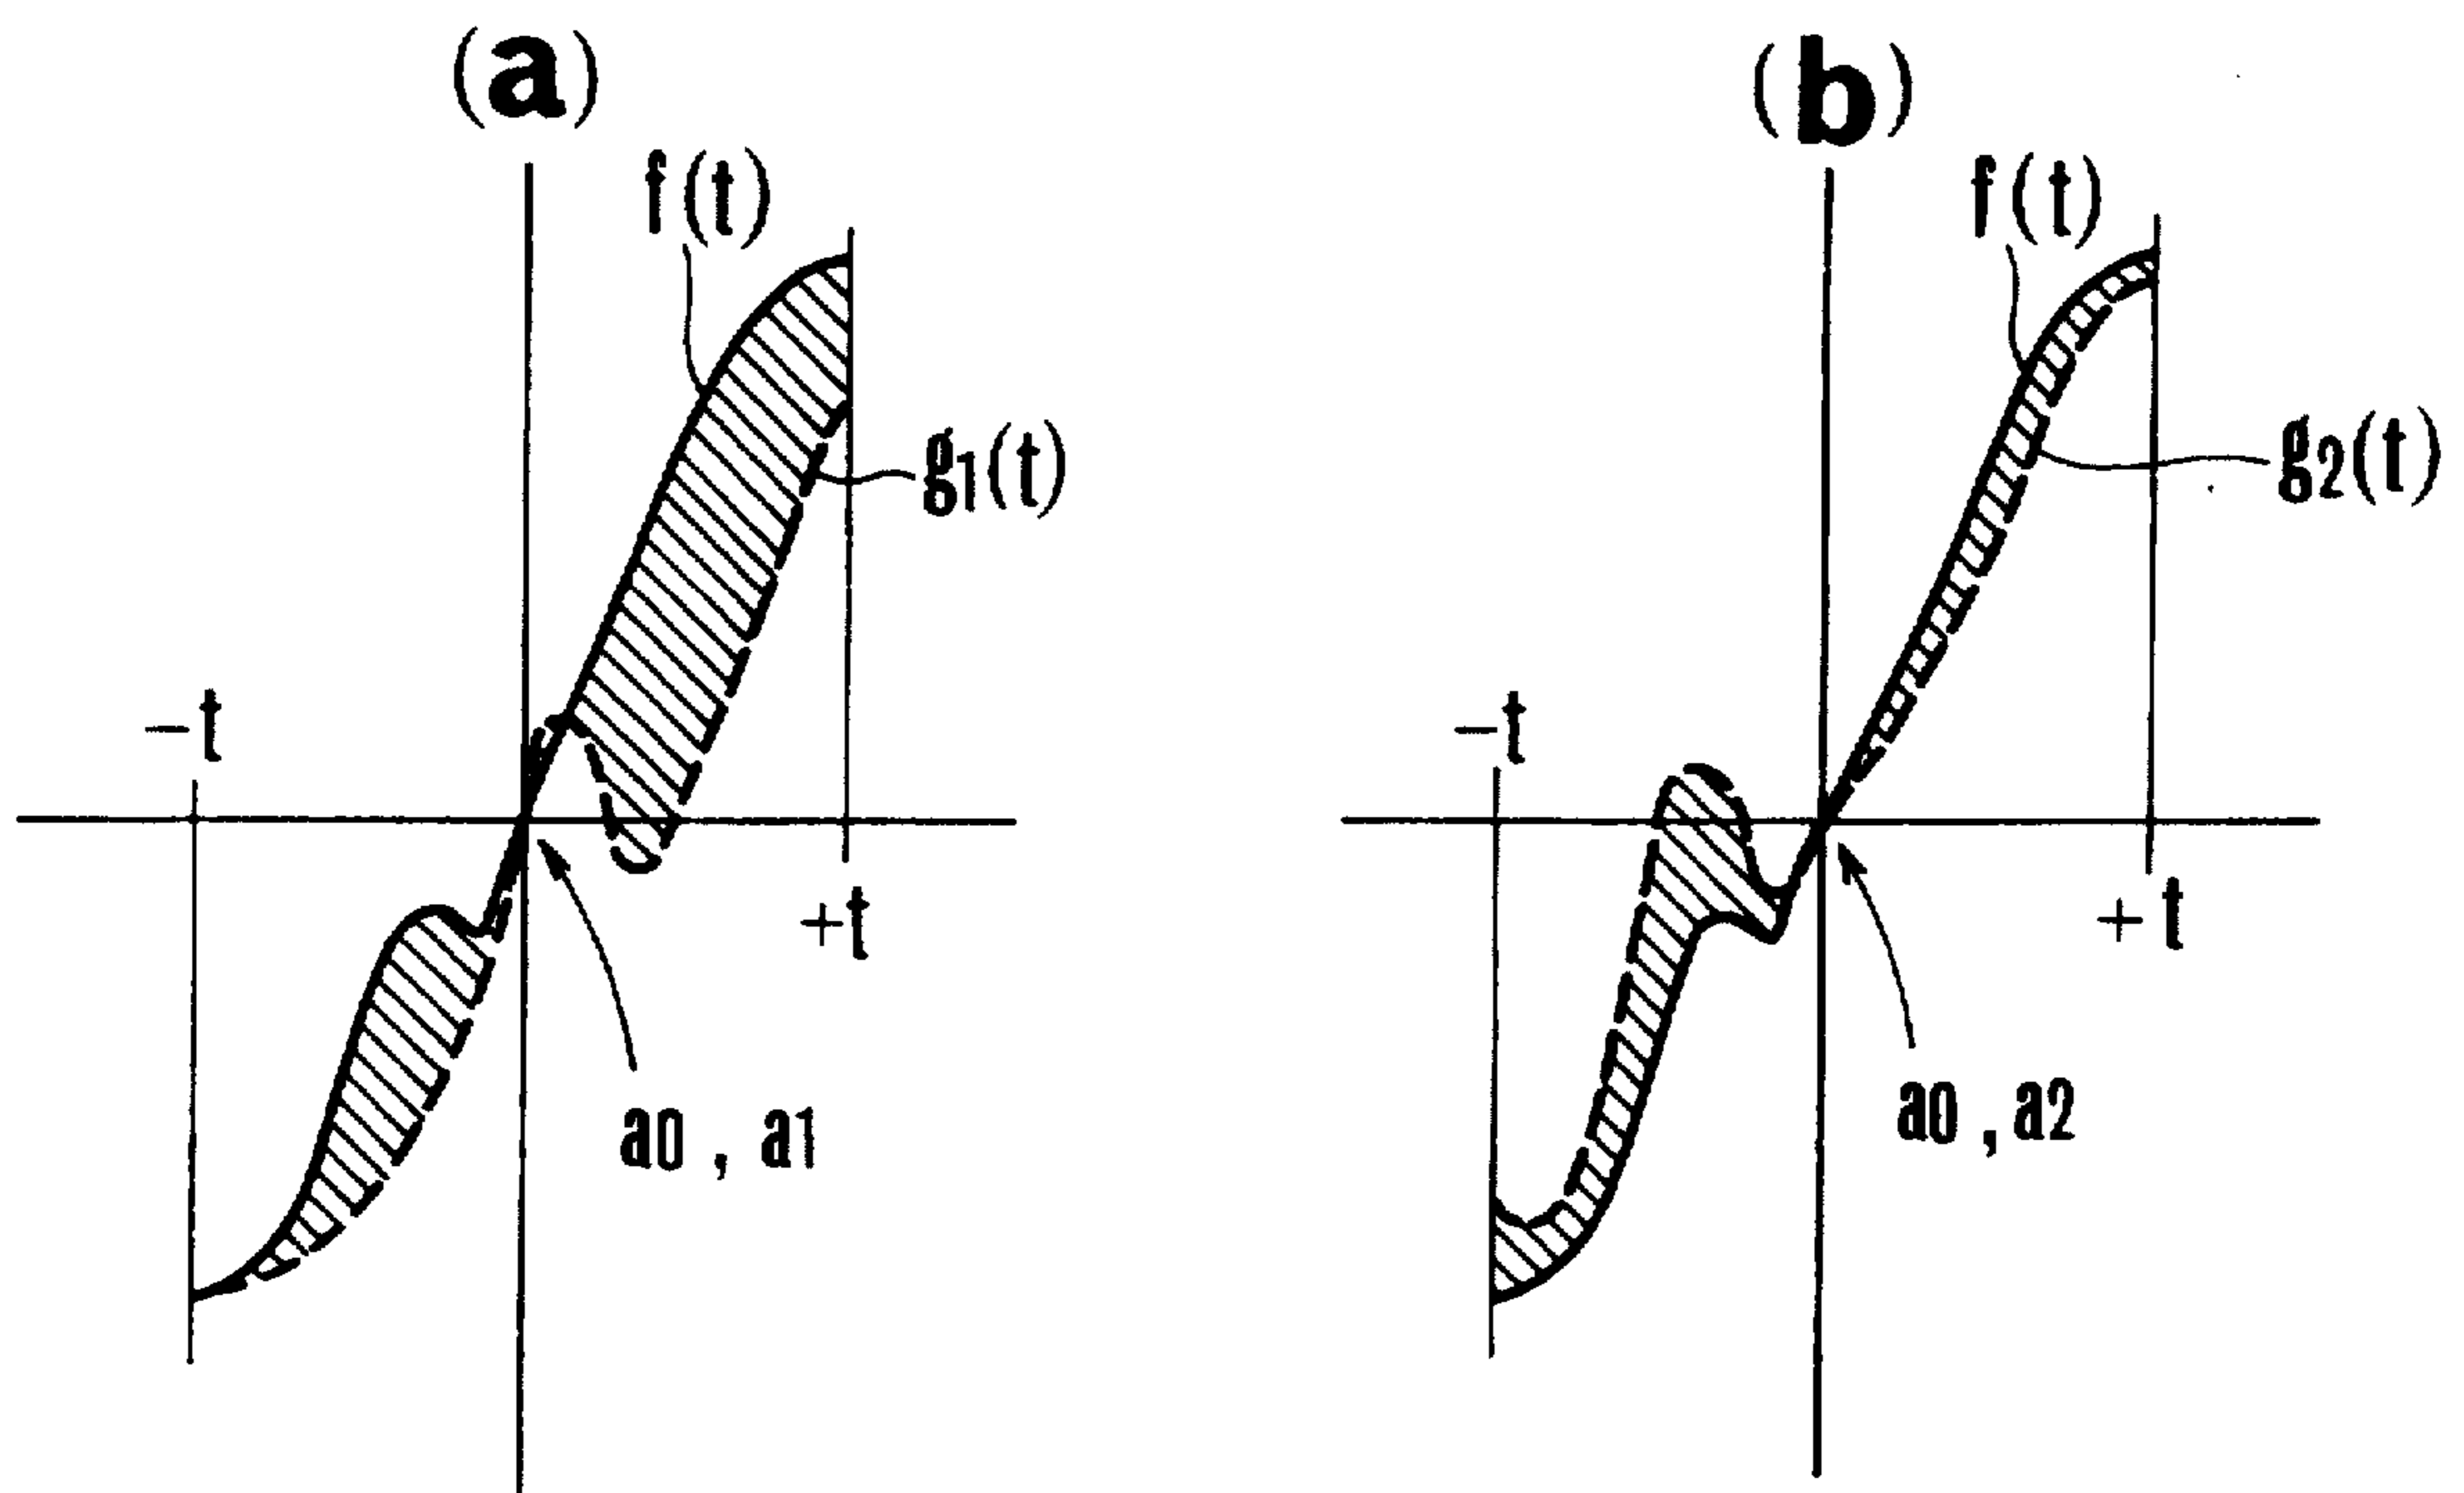 (a)
f(t)
g1(t)
-t
+t
a0 , a1
(b)
f(t)
g2(t)
-t
+t
a0 , a2